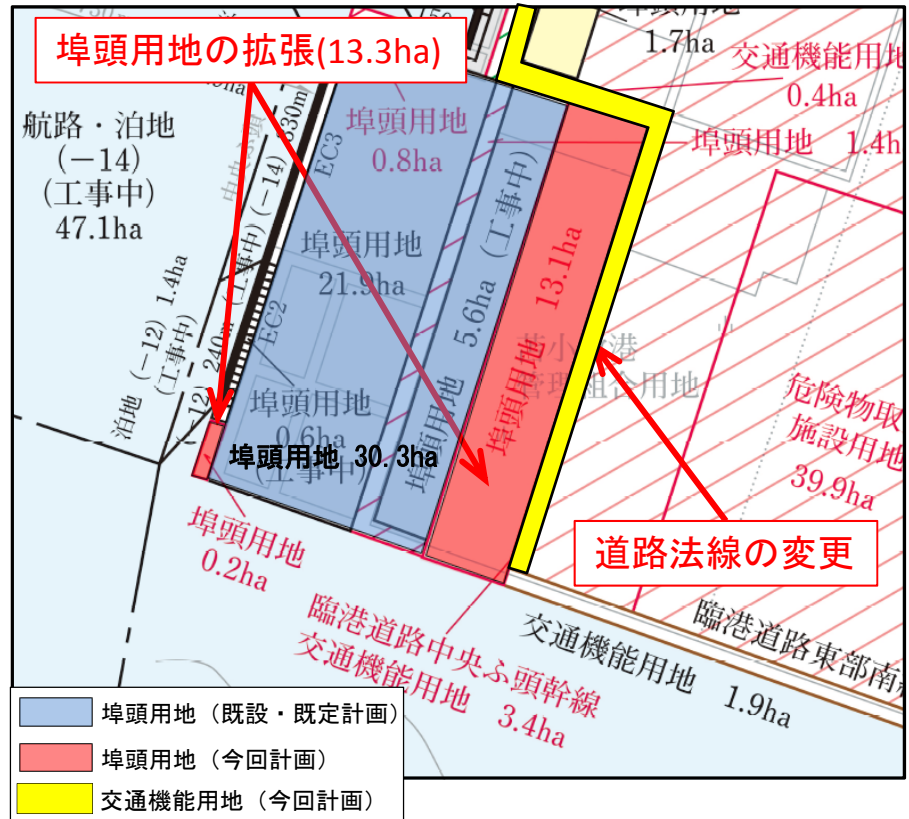 埠頭用地の拡張(13.3ha)
1.7ha
交通機能用地
0.4ha
埠頭用地 1.4h
航路・泊地
(−14)
(工事中)
47.1ha
埠頭用地
0.8ha
EC3
(−14) 330m
(工事中)
埠頭用地
21.9ha
EC2
泊地 (−12) 1.4ha
(工事中)
(−12) 240m (工事中)
埠頭用地 5.6ha (工事中)
埠頭用地 13.1ha
埠頭用地
0.6ha
(工事中)
埠頭用地 30.3ha
危険物取
施設用地
39.9ha
道路法線の変更
埠頭用地
0.2ha
臨港道路中央ふ頭幹線
交通機能用地 3.4ha
臨港道路東部南
交通機能用地 1.9ha
埠頭用地(既設・既定計画)
埠頭用地(今回計画)
交通機能用地(今回計画)